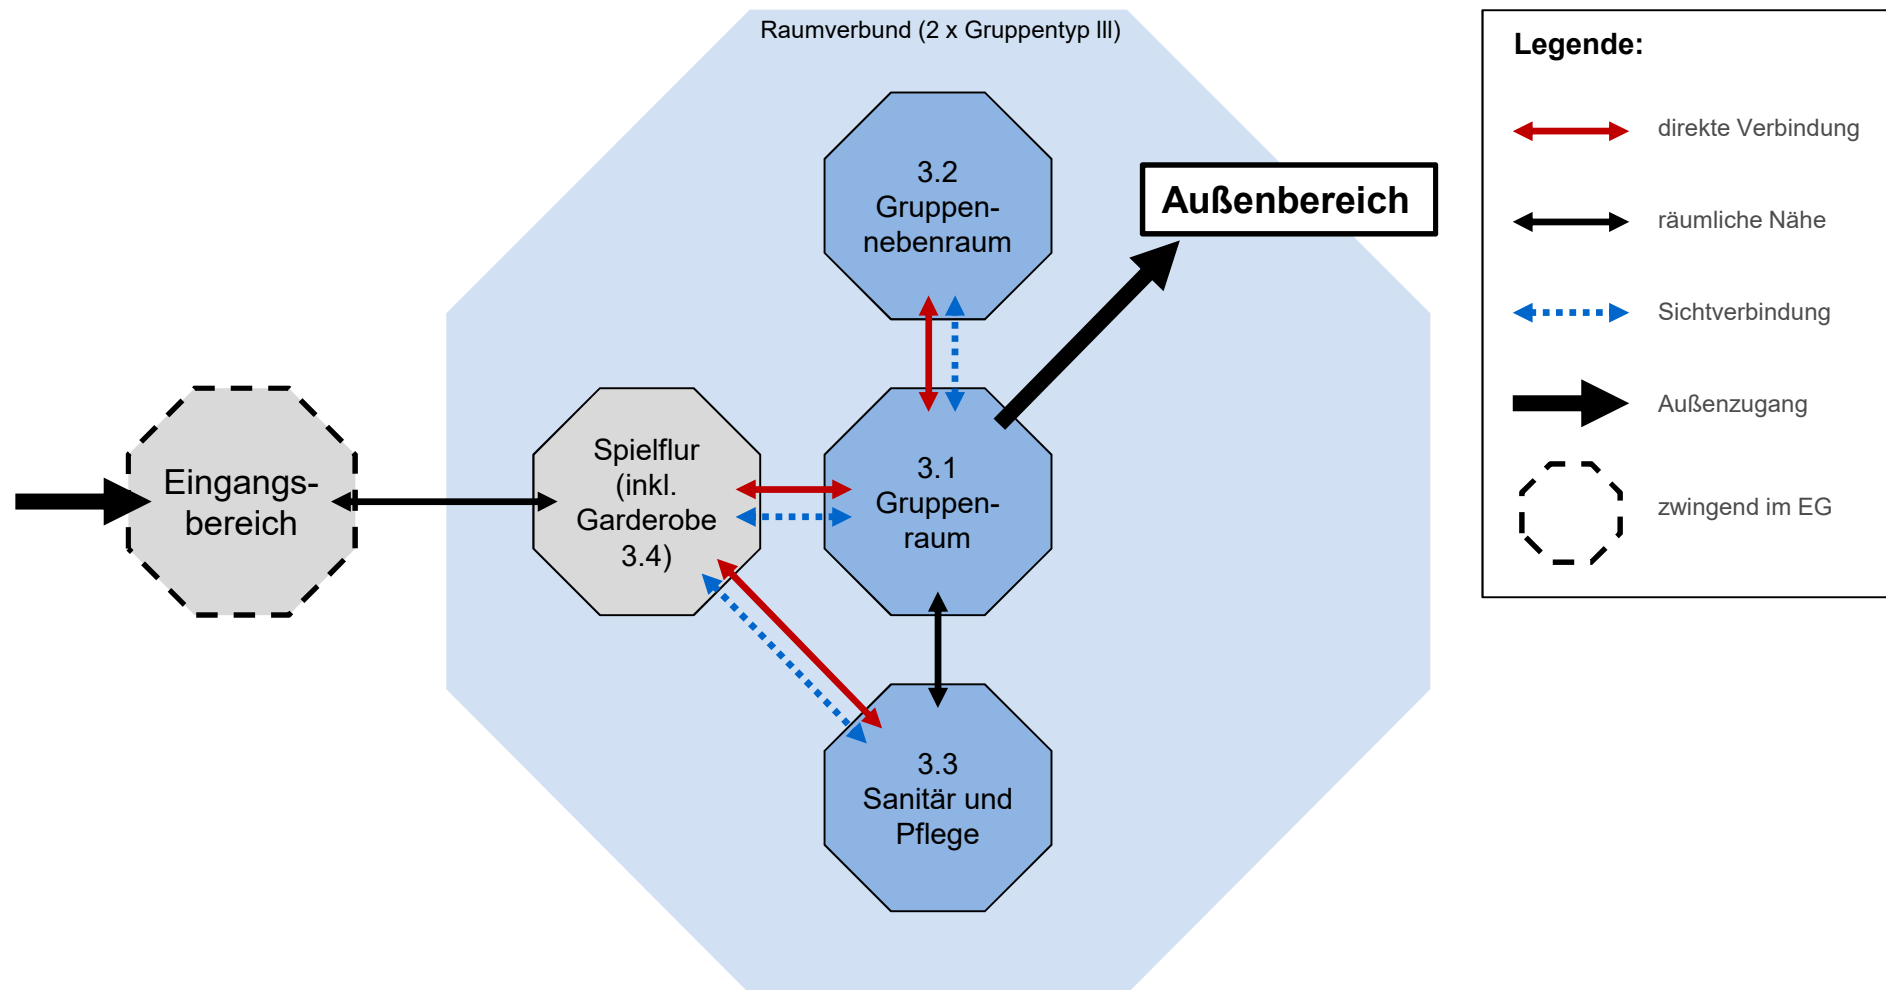 Raumverbund (2 x Gruppentyp III)
3.2
Gruppen-
nebenraum
Außenbereich
Eingangs-
bereich
Spielflur
(inkl.
Garderobe
3.4)
3.1
Gruppen-
raum
3.3
Sanitär und
Pflege
Legende:
direkte Verbindung
räumliche Nähe
Sichtverbindung
Außenzugang
zwingend im EG